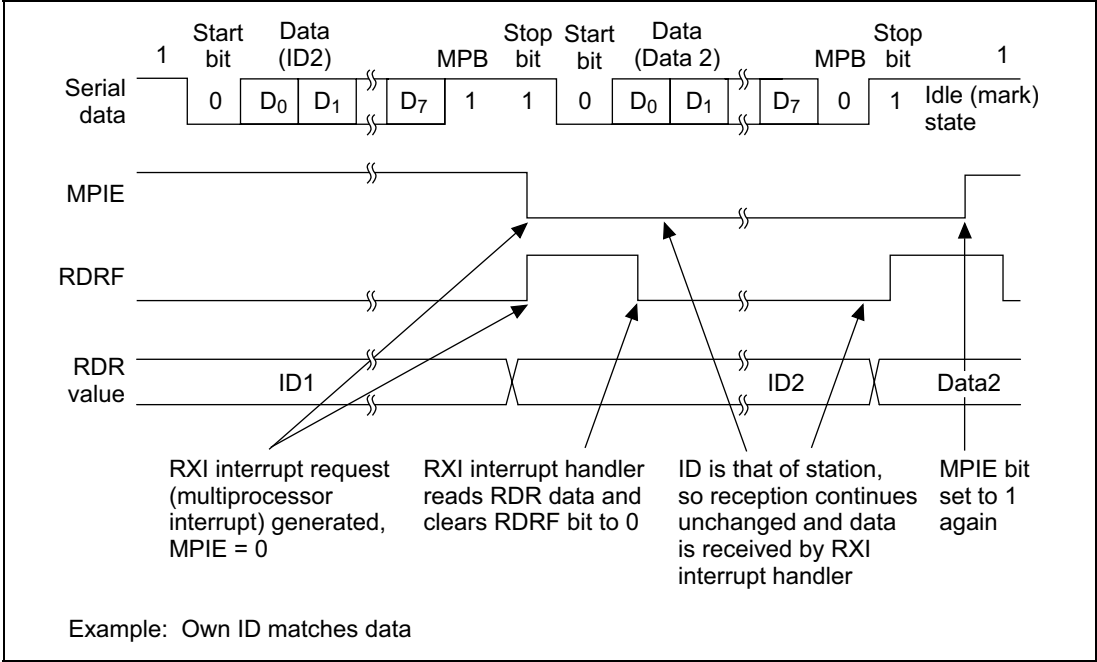 Start Data Stop Start Data Stop
1 bit (ID2) MPB bit bit (Data 2) MPB bit 1
Serial data 0 D0 D1 D7 1 1 0 D0 D1 D7 0 1 Idle (mark) state
MPIE
RDRF
RDR value ID1 ID2 Data2
RXI interrupt request
(multiprocessor
interrupt) generated,
MPIE = 0
RXI interrupt handler
reads RDR data and
clears RDRF bit to 0
ID is that of station,
so reception continues
unchanged and data
is received by RXI
interrupt handler
MPIE bit
set to 1
again
Example: Own ID matches data